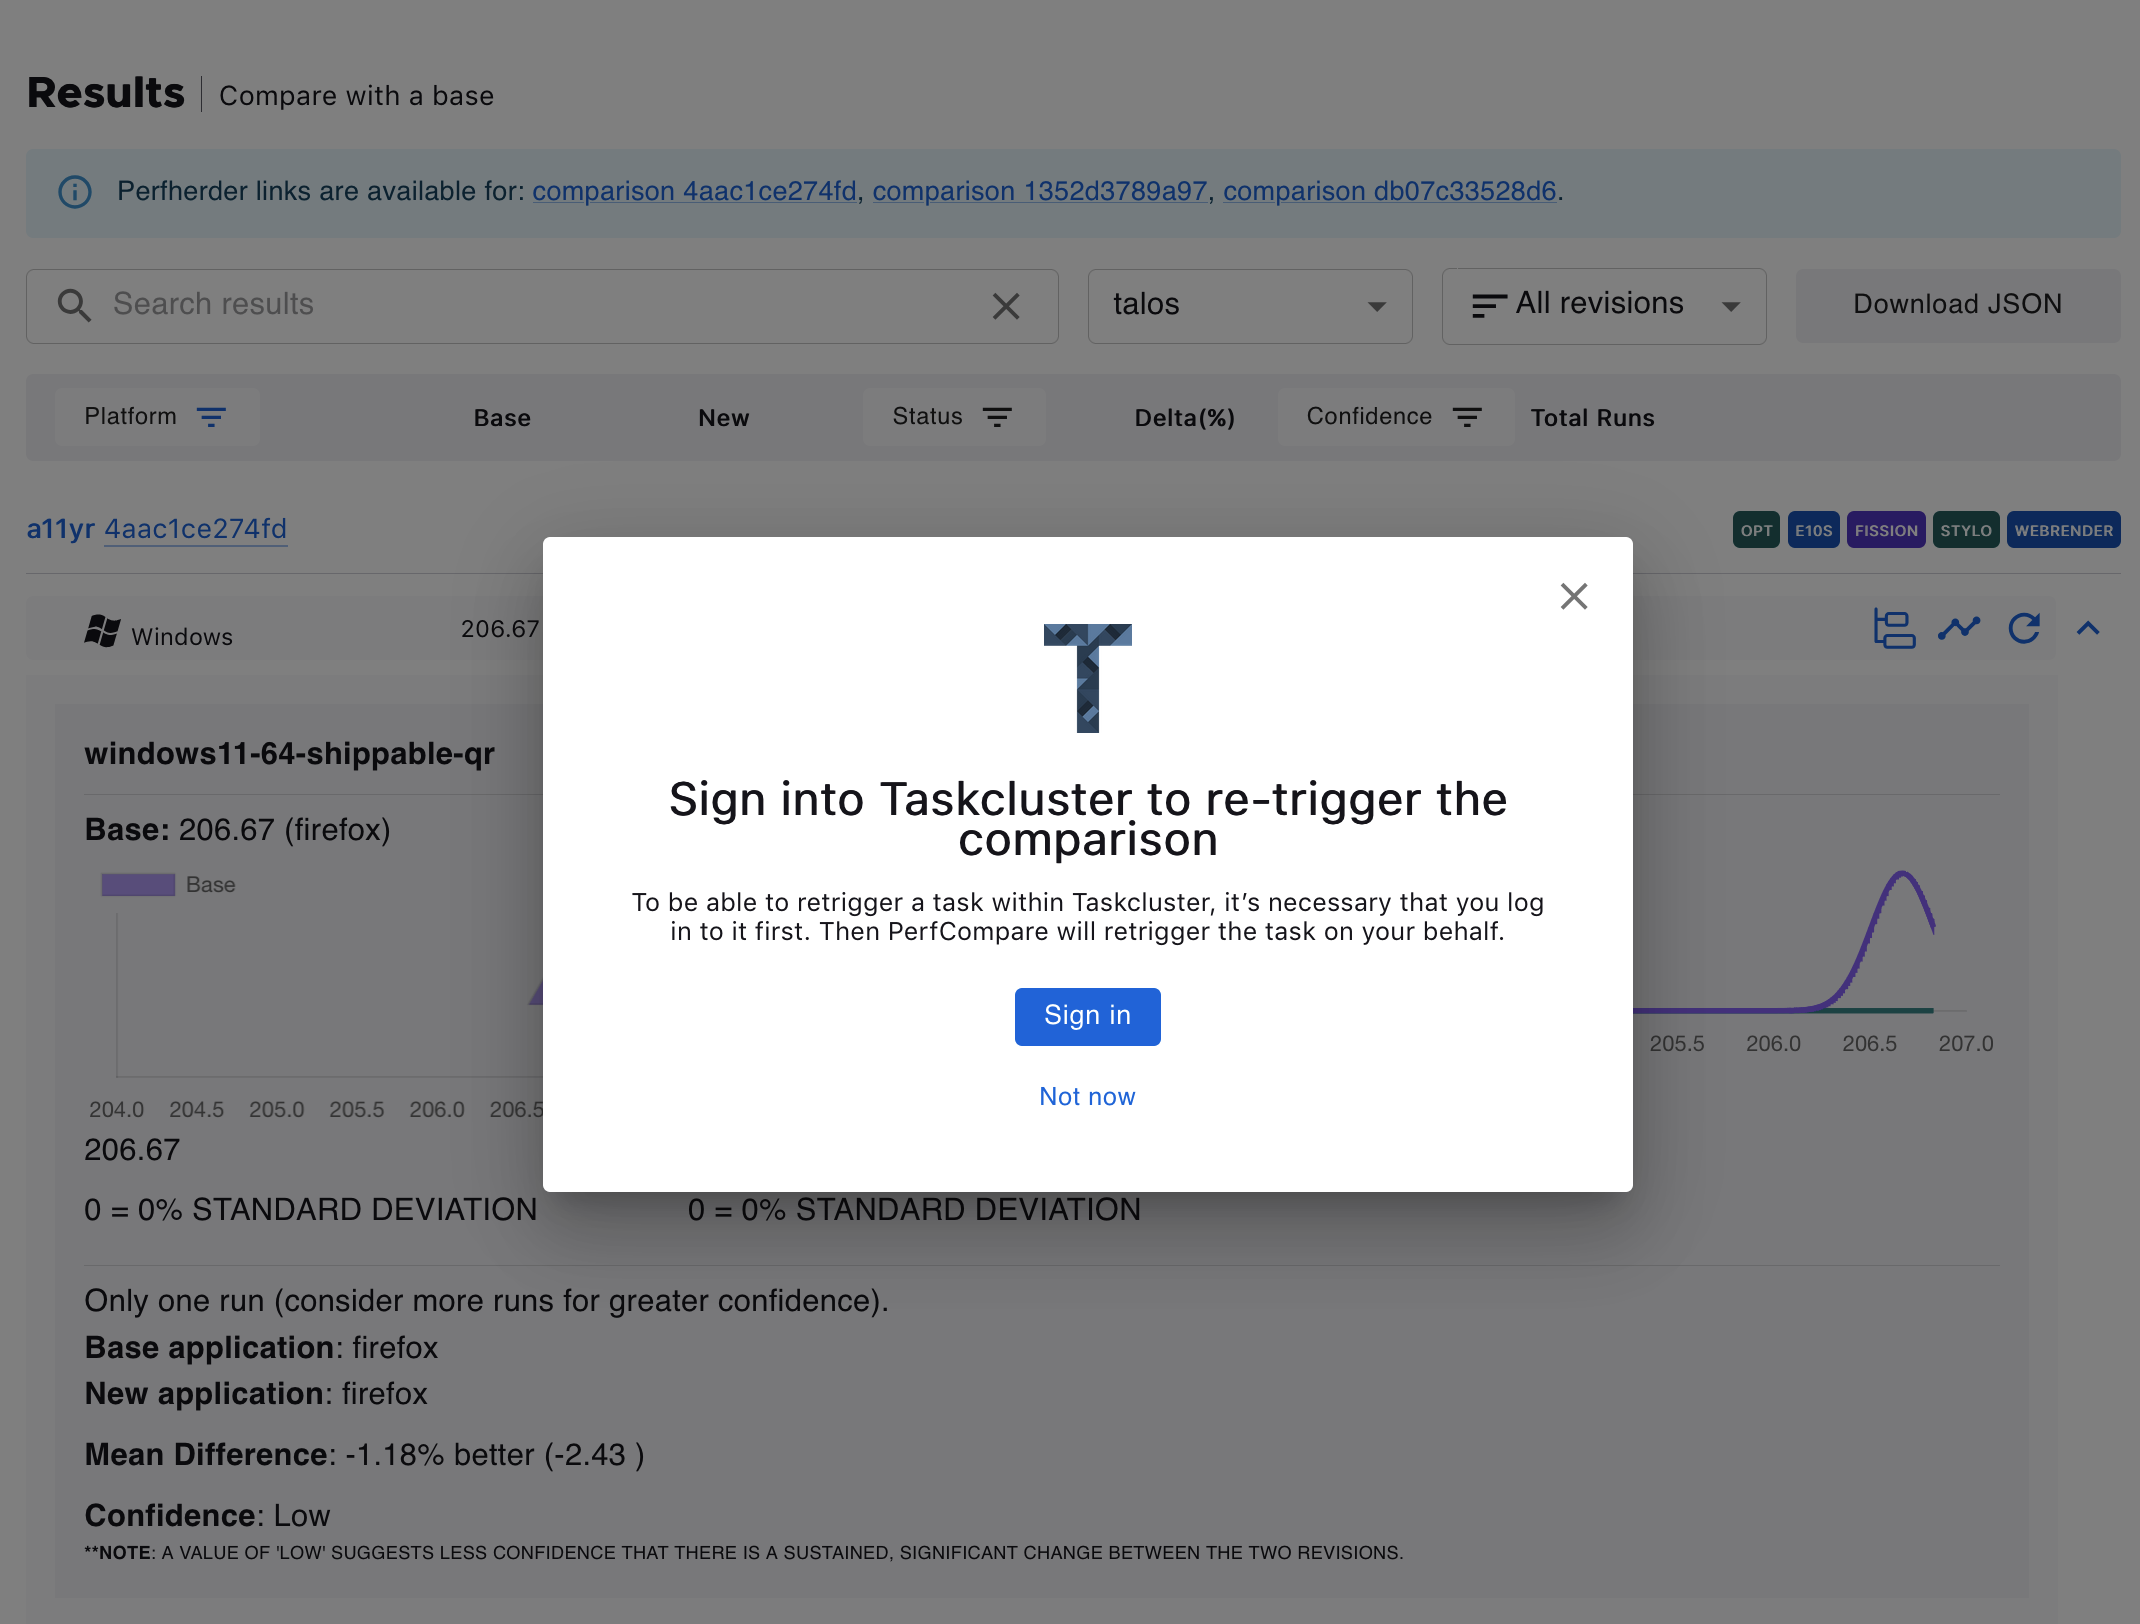 Results Compare with a base
Perfherder links are available for: comparison 4aac1ce274fd, comparison 1352d3789a97, comparison db07c33528d6.
Search results talos All revisions Download JSON
Platform Base New Status Delta(%) Confidence Total Runs
a11yr 4aac1ce274fd OPT E10S FISSION STYLO WEBRENDER
Windows 206.67
windows11-64-shippable-qr
Base: 206.67 (firefox)
Base
204.0 204.5 205.0 205.5 206.0 206.5
206.67
0 = 0% STANDARD DEVIATION 0 = 0% STANDARD DEVIATION
205.5 206.0 206.5 207.0
Only one run (consider more runs for greater confidence).
Base application: firefox
New application: firefox
Mean Difference: -1.18% better (-2.43 )
Confidence: Low
**NOTE: A VALUE OF 'LOW' SUGGESTS LESS CONFIDENCE THAT THERE IS A SUSTAINED, SIGNIFICANT CHANGE BETWEEN THE TWO REVISIONS.
T
Sign into Taskcluster to re-trigger the
comparison
To be able to retrigger a task within Taskcluster, it’s necessary that you log
in to it first. Then PerfCompare will retrigger the task on your behalf.
Sign in
Not now